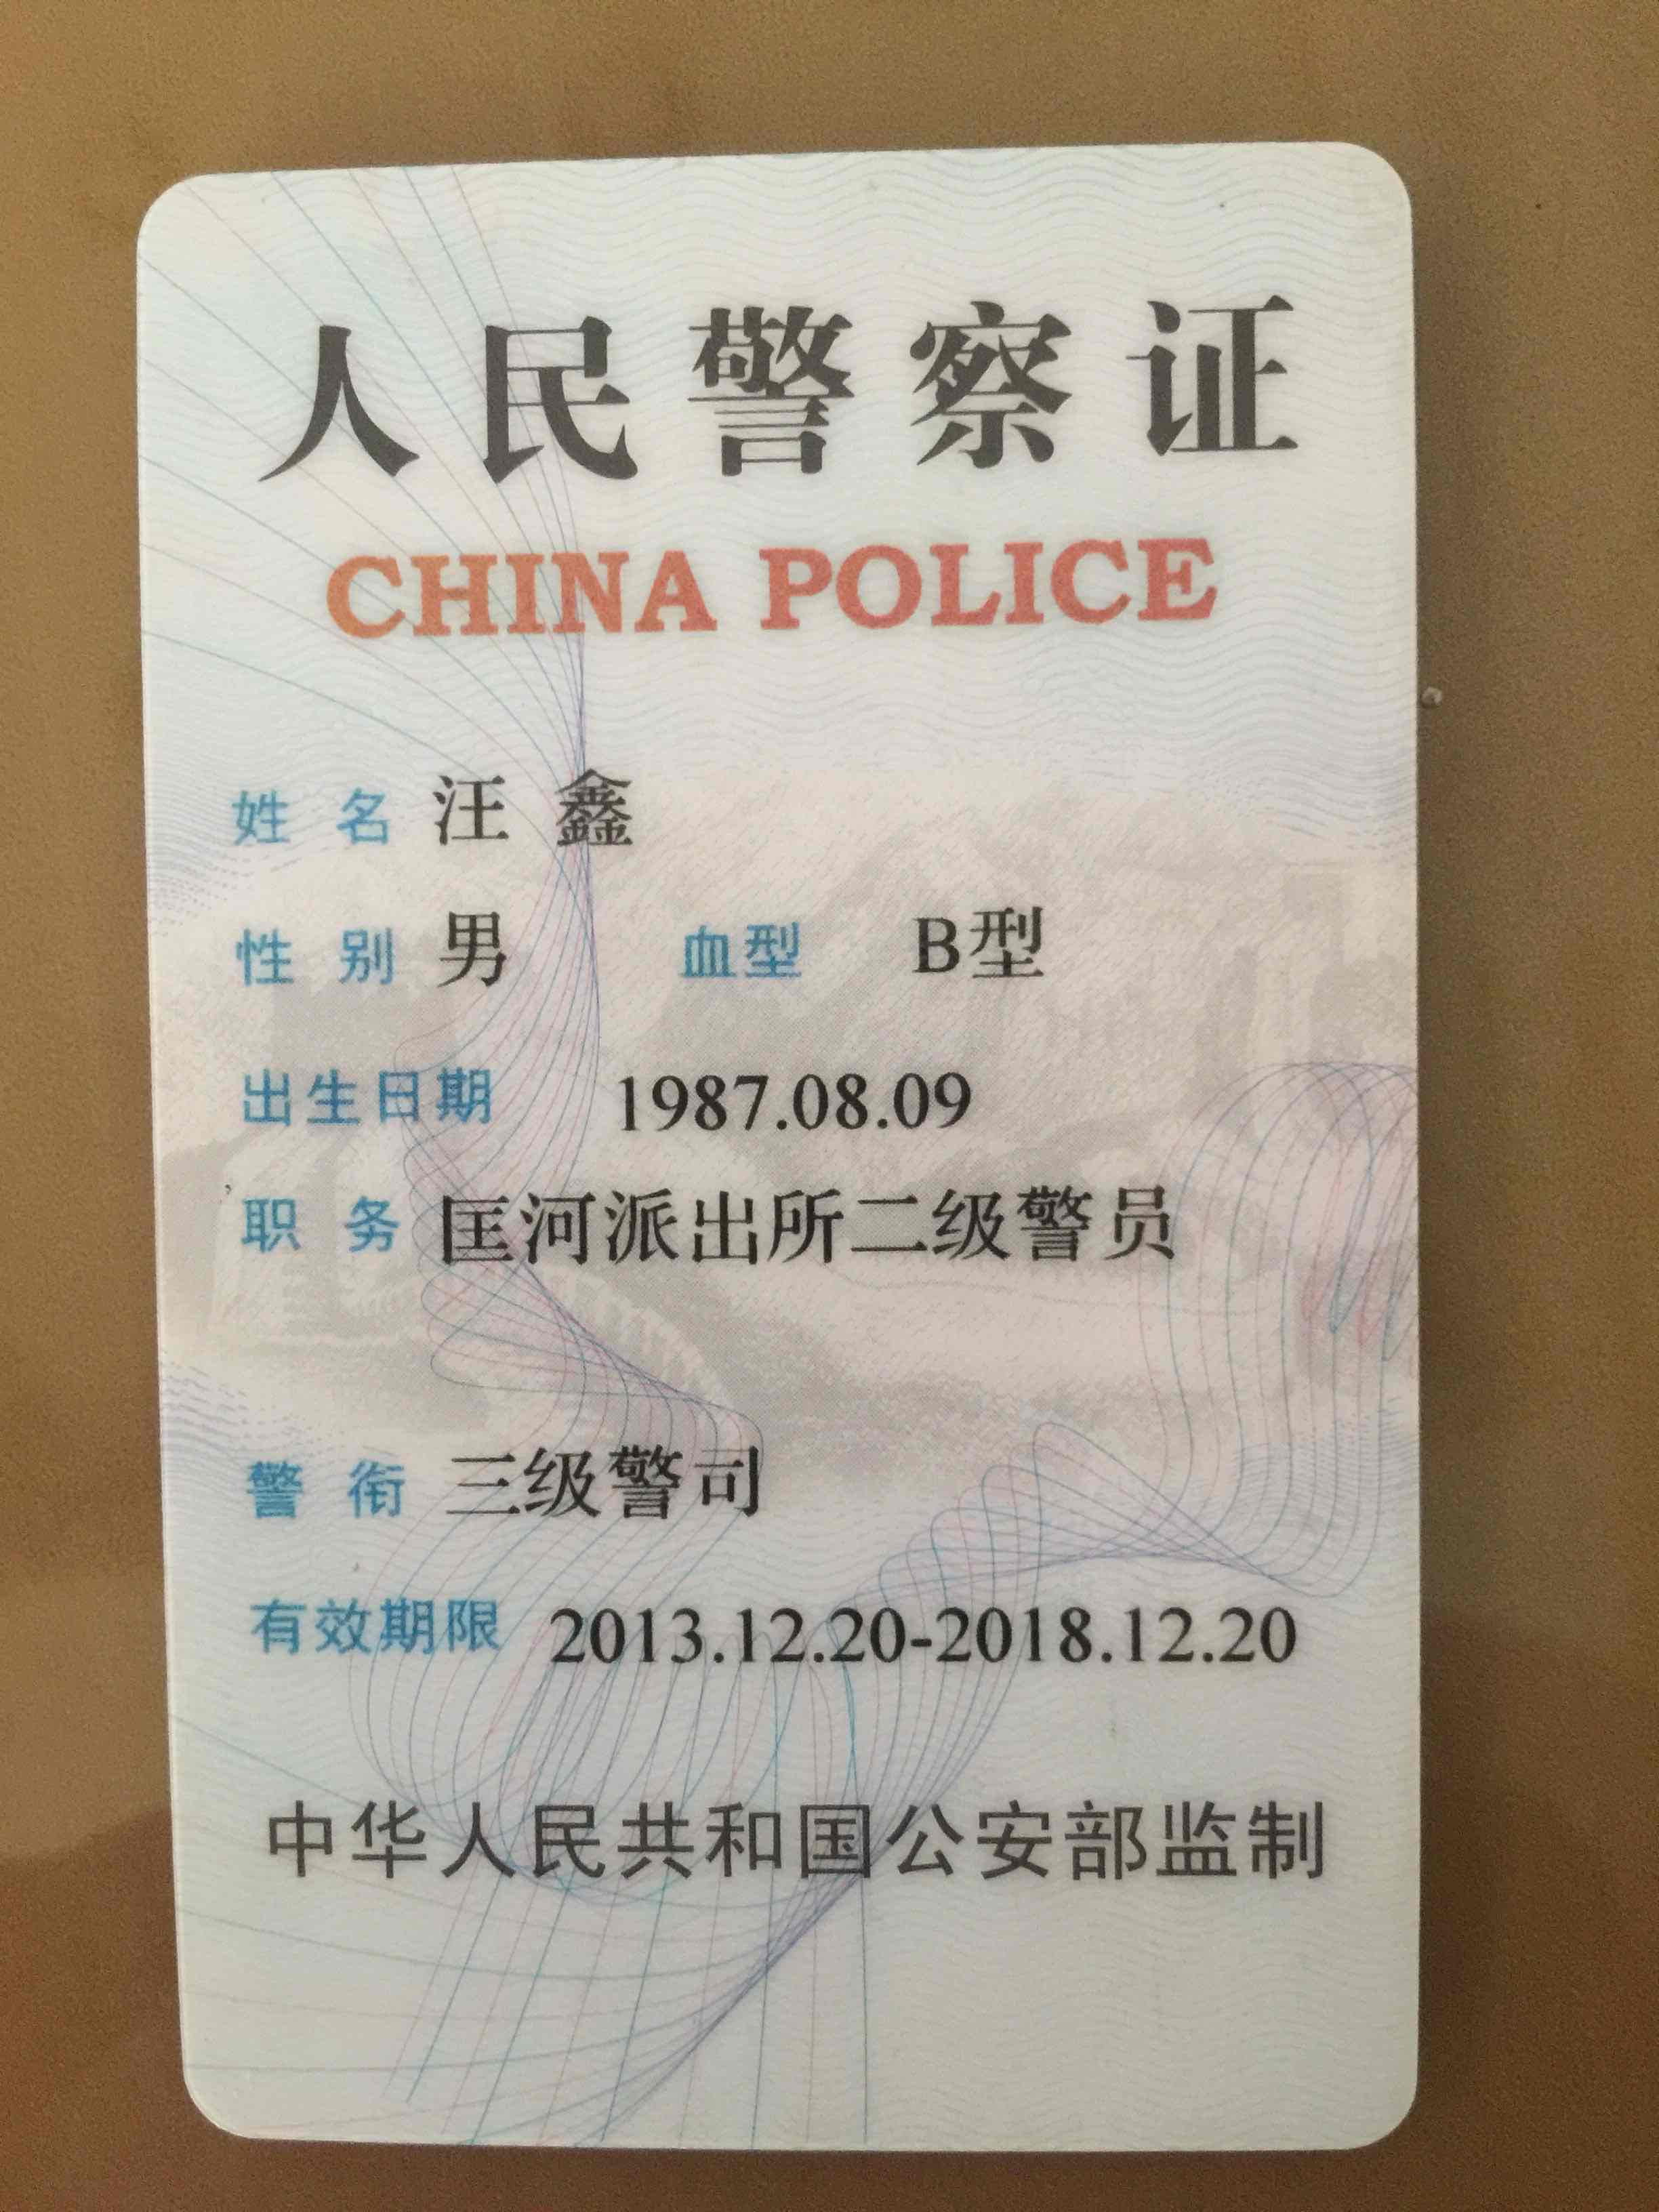 人民警察证
CHINA POLICE
姓名 汪鑫
性别 男 血型 B型
出生日期 1987.08.09
职务 匡河派出所二级警员
警衔 三级警司
有效期限 2013.12.20-2018.12.20
中华人民共和国公安部监制